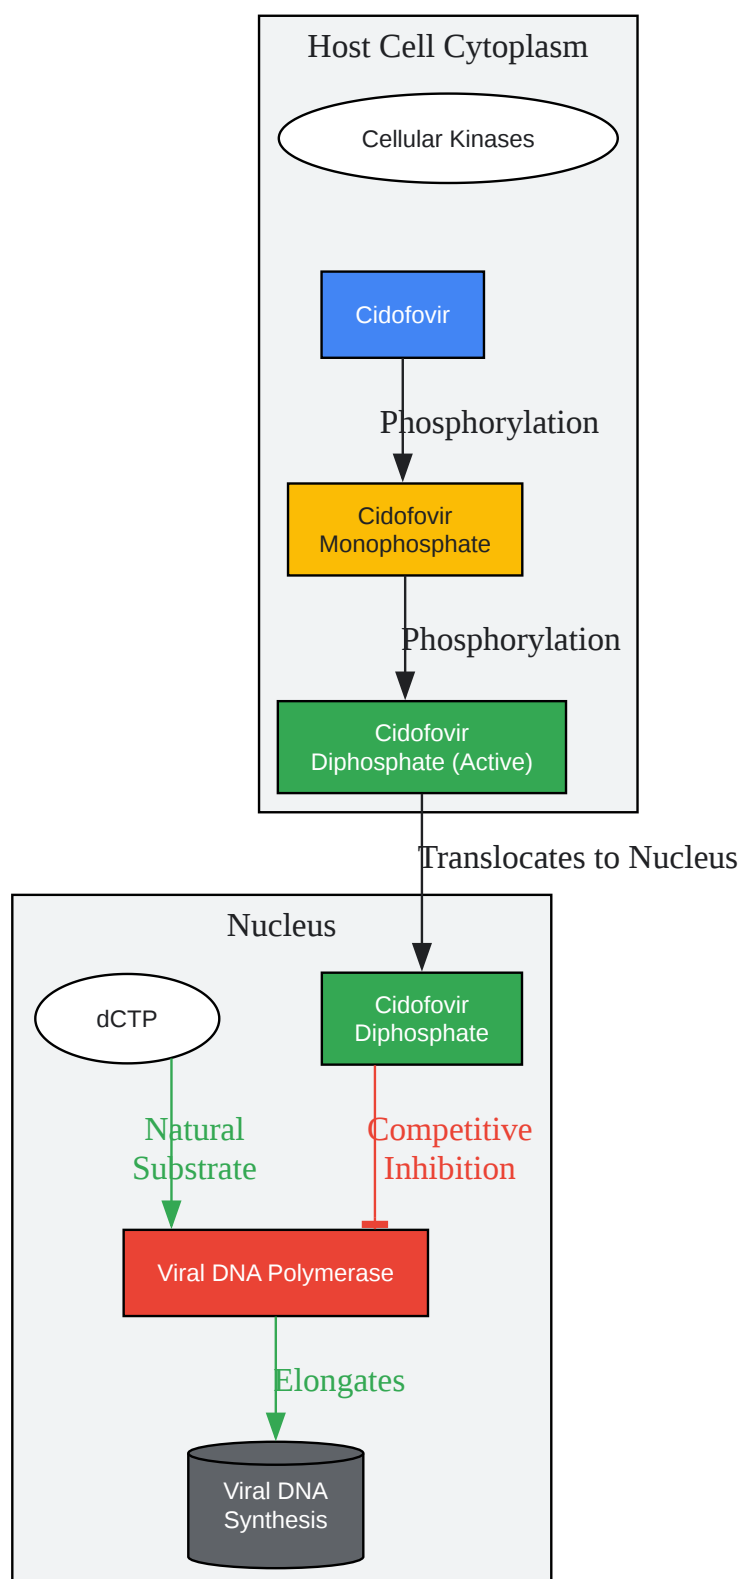 Host Cell Cytoplasm
Cellular Kinases
Cidofovir
Phosphorylation
Cidofovir
Monophosphate
Phosphorylation
Cidofovir
Diphosphate (Active)
Translocates to Nucleus
Nucleus
dCTP
Cidofovir
Diphosphate
Natural
Substrate
Competitive
Inhibition
Viral DNA Polymerase
Elongates
Viral DNA
Synthesis